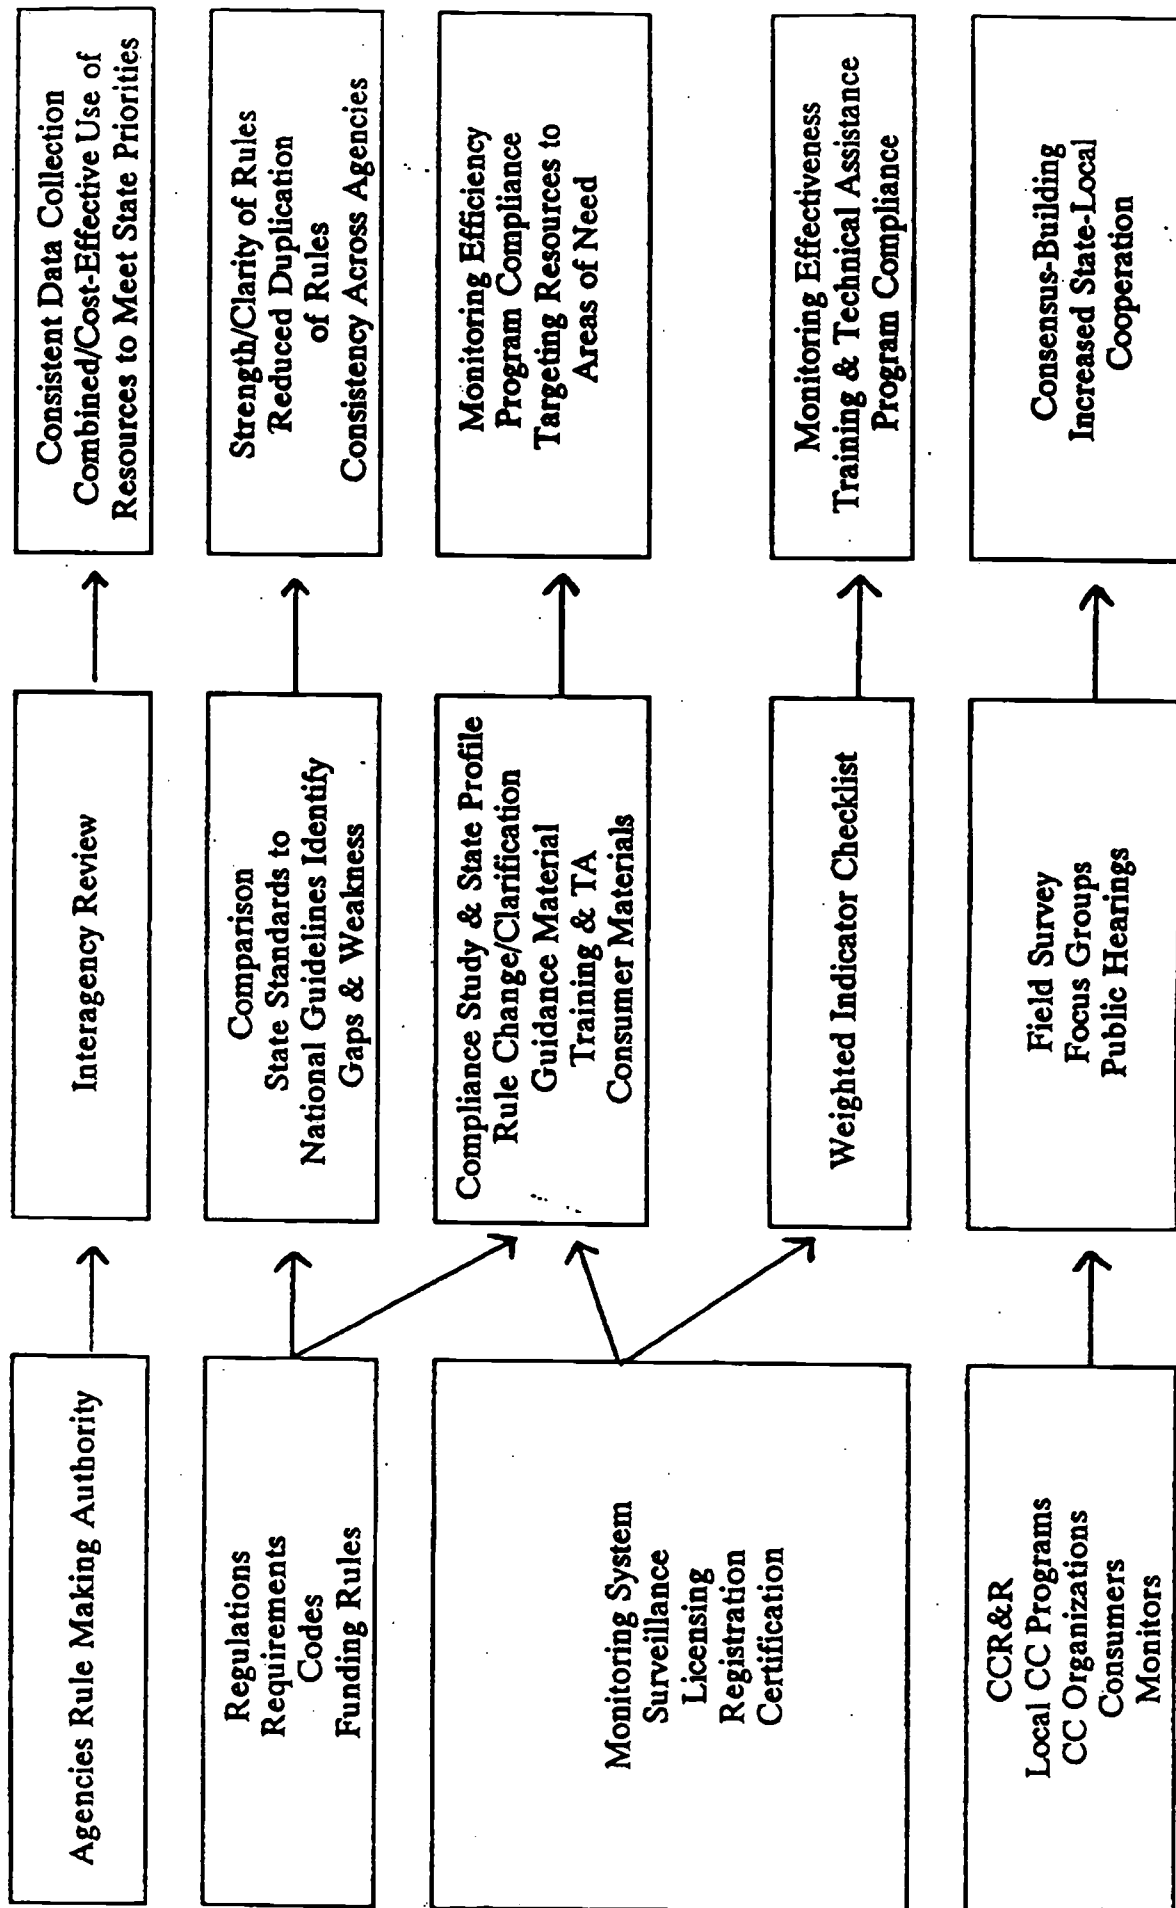 Agencies Rule Making Authority
Interagency Review
Consistent Data Collection
Combined/Cost-Effective Use of
Resources to Meet State Priorities
Regulations
Requirements
Codes
Funding Rules
Comparison
State Standards to
National Guidelines Identify
Gaps & Weakness
Strength/Clarity of Rules
Reduced Duplication
of Rules
Consistency Across Agencies
Monitoring System
Surveillance
Licensing
Registration
Certification
Compliance Study & State Profile
Rule Change/Clarification
Guidance Material
Training & TA
Consumer Materials
Monitoring Efficiency
Program Compliance
Targeting Resources to
Areas of Need
Weighted Indicator Checklist
Monitoring Effectiveness
Training & Technical Assistance
Program Compliance
CCR&R
Local CC Programs
CC Organizations
Consumers
Monitors
Field Survey
Focus Groups
Public Hearings
Consensus-Building
Increased State-Local
Cooperation